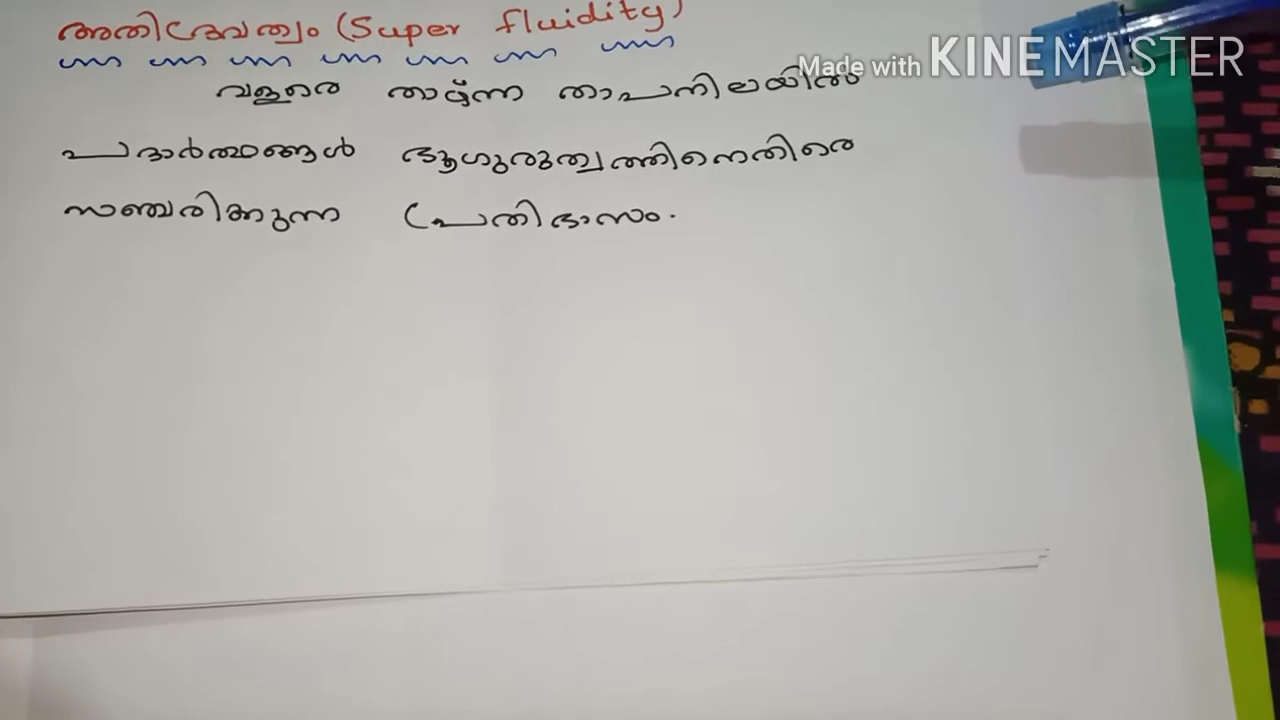 അതിദ്രവത്വം (Super fluidity)
Made with KINEMASTER
വളരെ താഴ്ന്ന താപനിലയിൽ
പദാർത്ഥങ്ങൾ ഭൂഗുരുത്വത്തിനെതിരെ
സഞ്ചരിക്കുന്ന പ്രതിഭാസം.